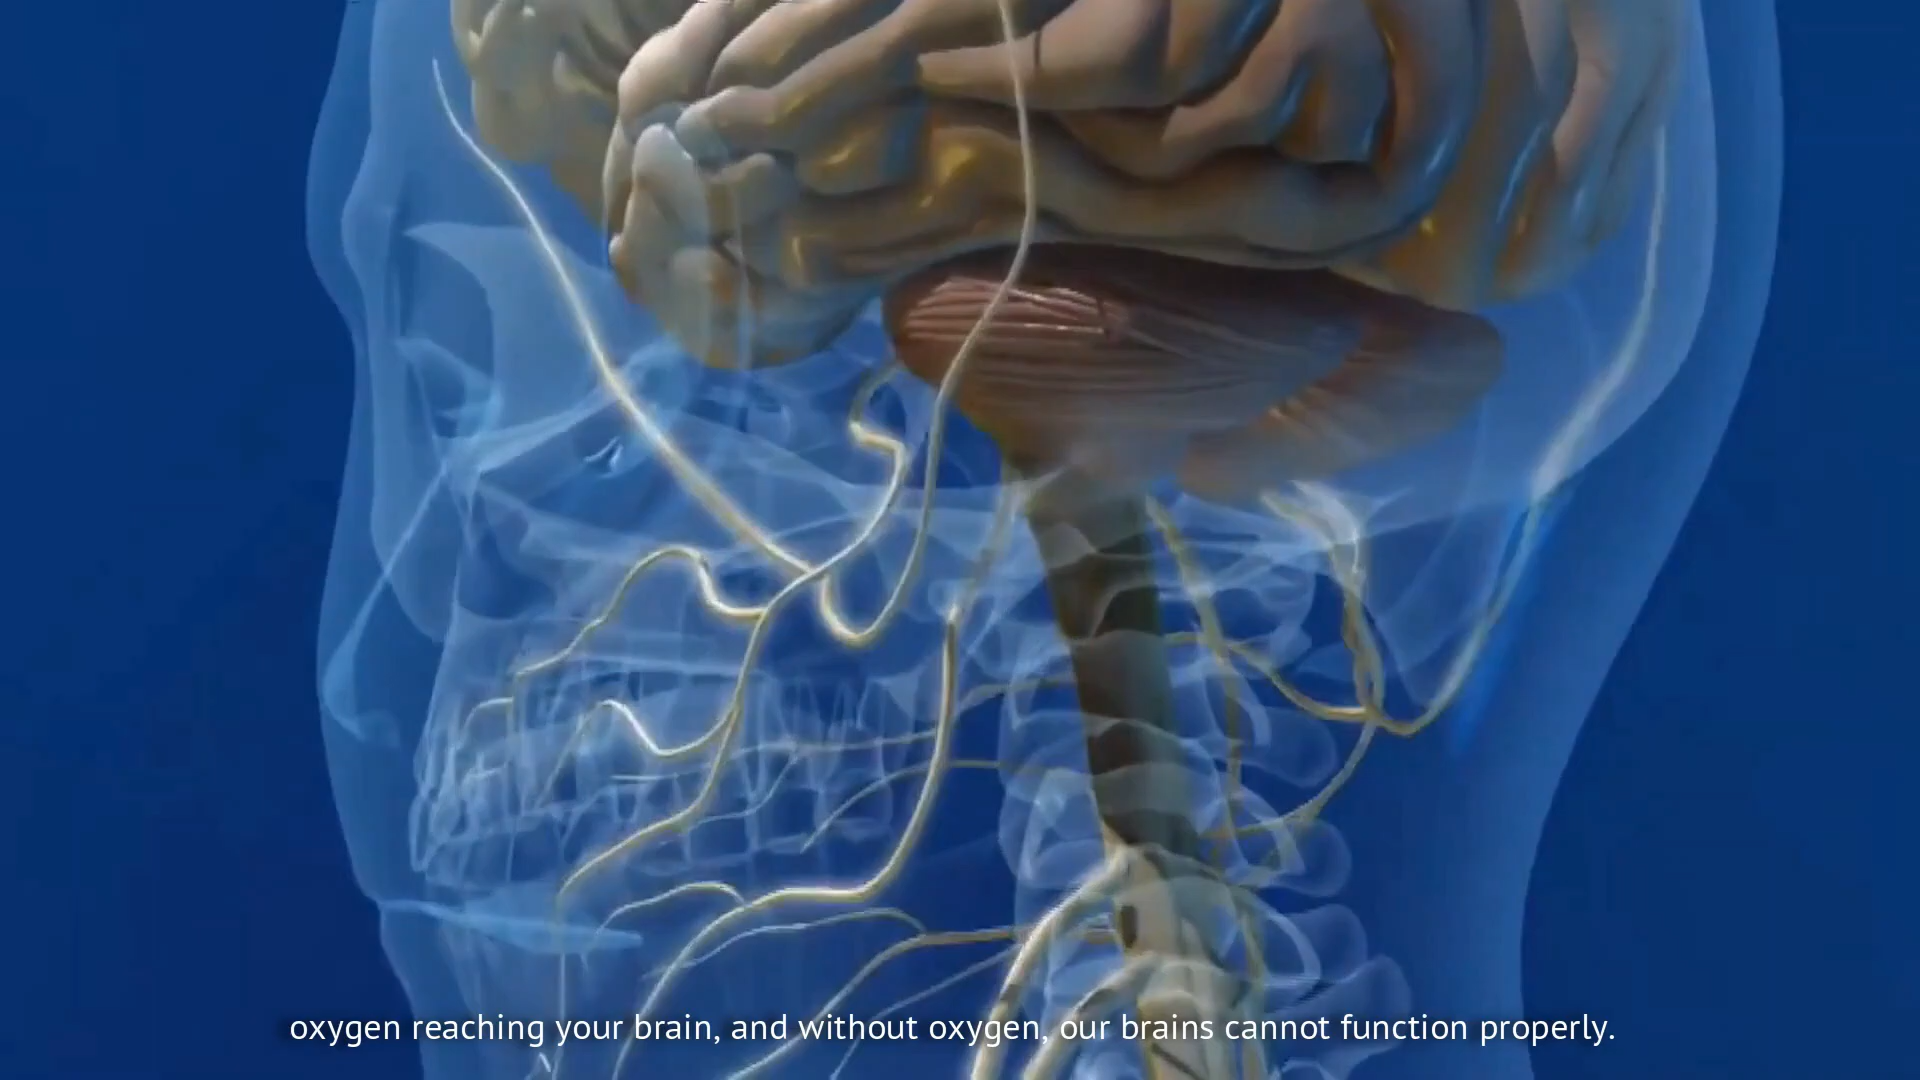 oxygen reaching your brain, and without oxygen, our brains cannot function properly.